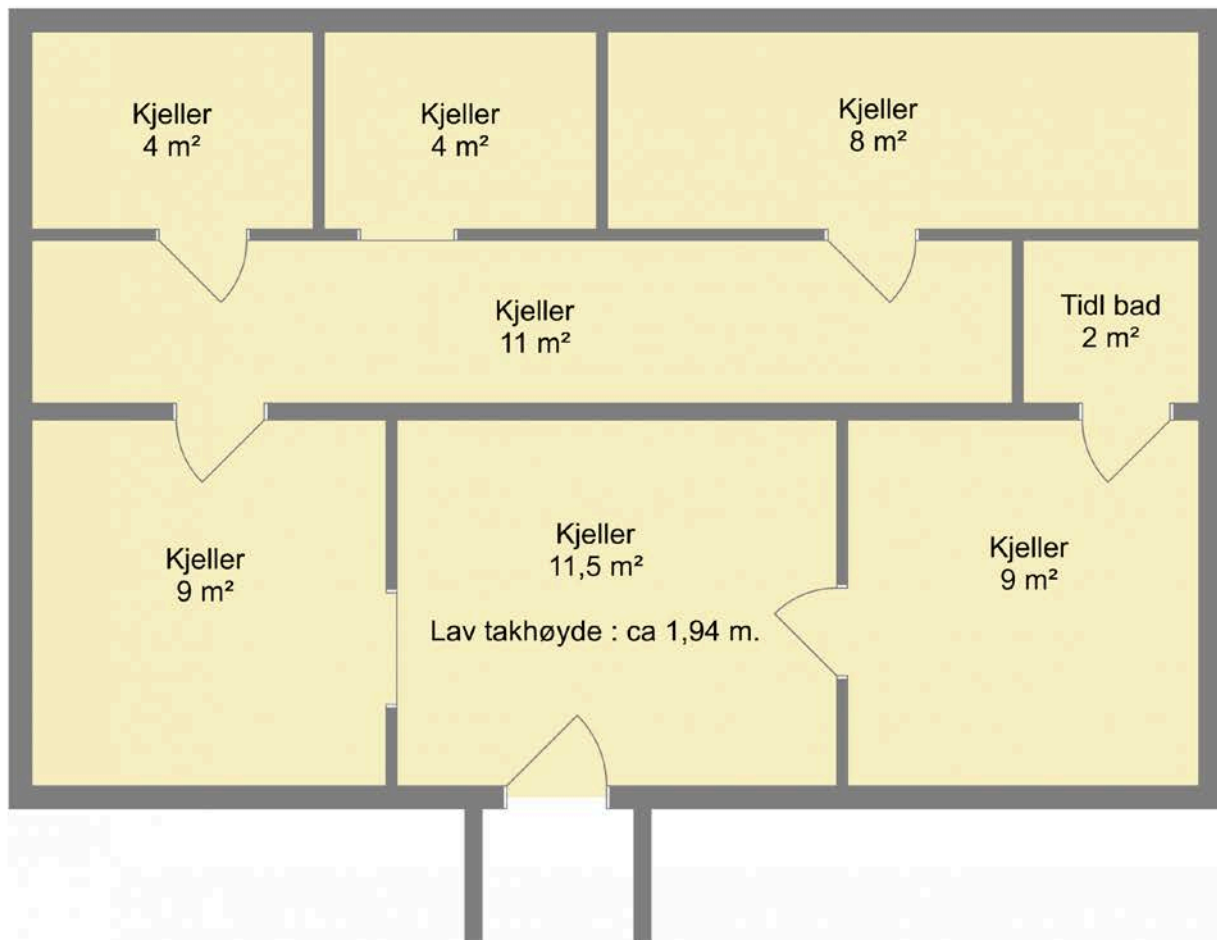 Kjeller
4 m²
Kjeller
4 m²
Kjeller
8 m²
Kjeller
11 m²
Tidl bad
2 m²
Kjeller
9 m²
Kjeller
11,5 m²
Lav takhøyde : ca 1,94 m.
Kjeller
9 m²